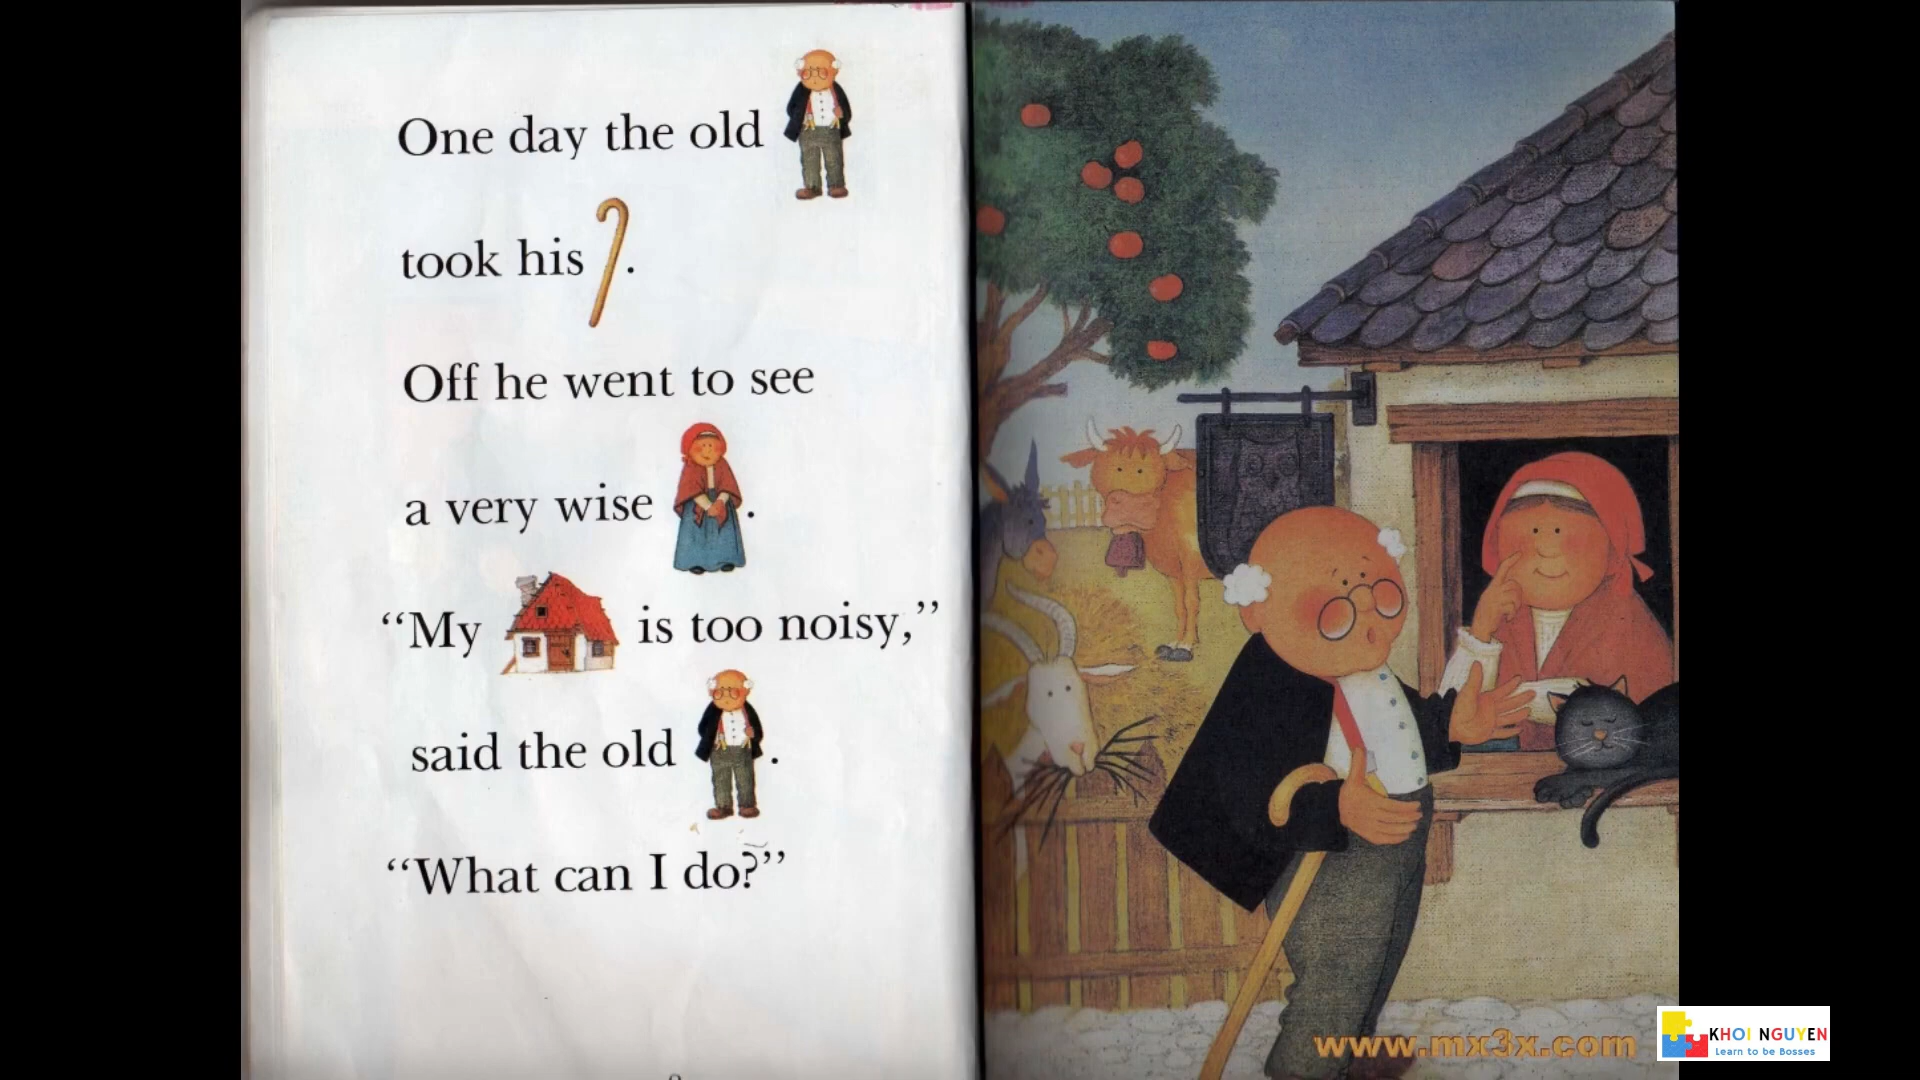 One day the old
took his .
Off he went to see
a very wise .
“My is too noisy,”
said the old .
“What can I do?”
www.mx3x.com
KHOI NGUYEN
Learn to be Bosses